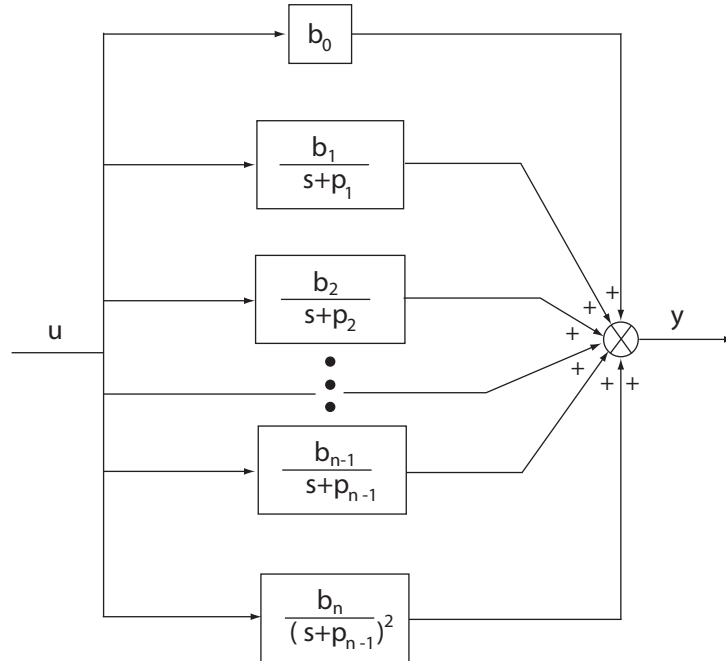 b₀
b₁
s+p₁
b₂
s+p₂
u
y
bₙ₋₁
s+pₙ₋₁
bₙ
(s+pₙ₋₁)²
+
+
+
+
+ +